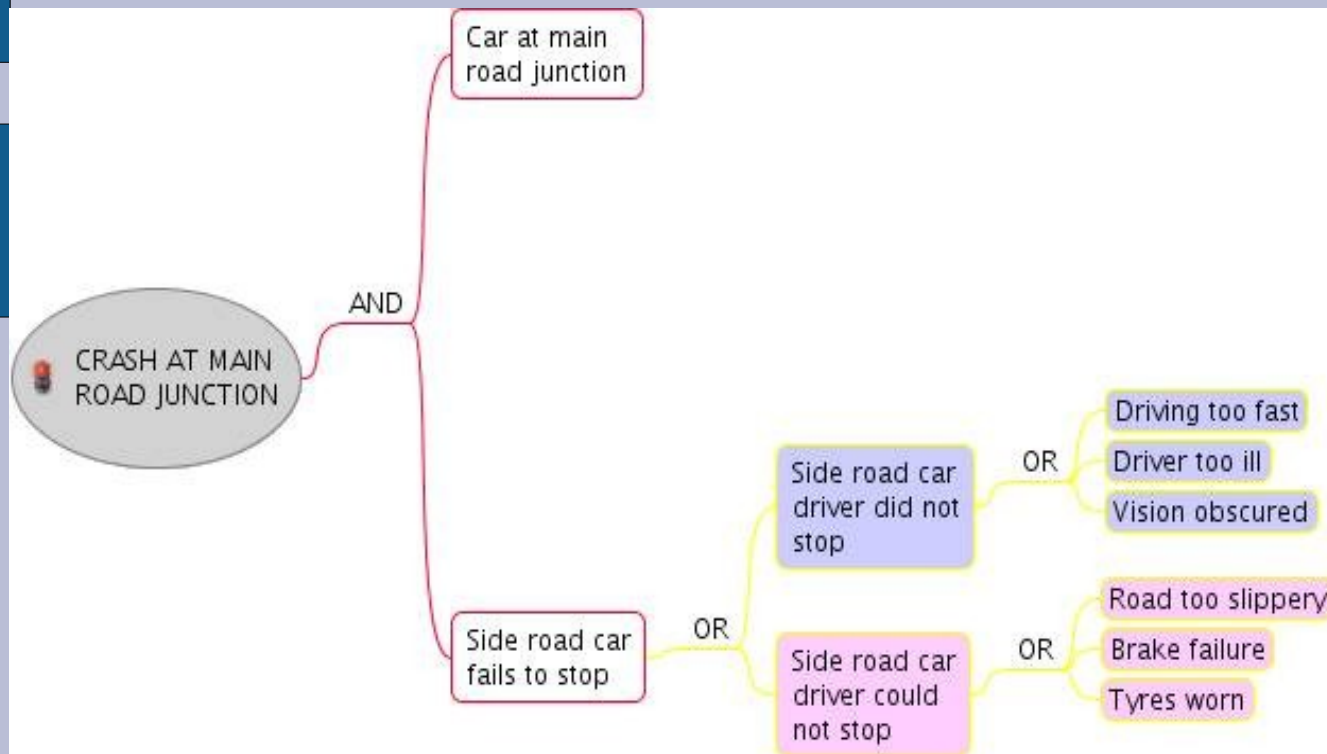 Car at main
road junction
AND
CRASH AT MAIN
ROAD JUNCTION
Side road car
fails to stop
OR
Side road car
driver did not
stop
OR
Driving too fast
Driver too ill
Vision obscured
Side road car
driver could
not stop
OR
Road too slippery
Brake failure
Tyres worn